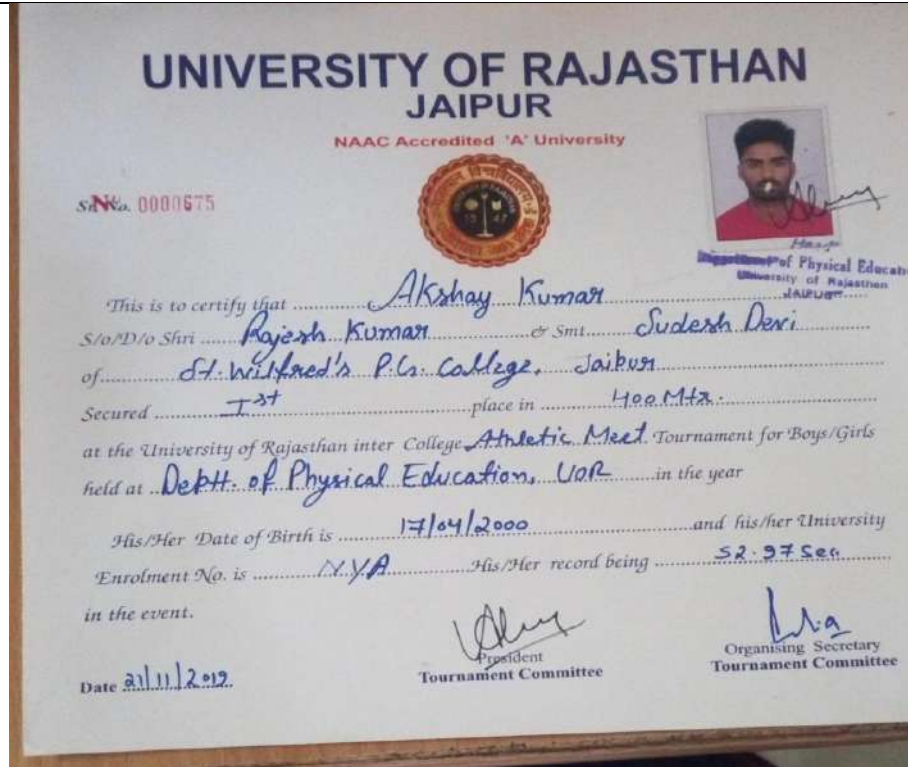 UNIVERSITY OF RAJASTHAN
JAIPUR
NAAC Accredited 'A' University
Sr. No. 0000675
1947
of Physical Educat
University of Rajasthan
JAIPUR
This is to certify that Akshay Kumar
S/o/D/o Shri Rajesh Kumar & Smt. Sudesh Devi
of St. Wilfred's P.G. College, Jaipur
Secured Ist place in 400 Mtr.
at the University of Rajasthan inter College Athletic Meet Tournament for Boys/Girls
held at Deptt. of Physical Education, UOR in the year
His/Her Date of Birth is 17/04/2000 and his/her University
Enrolment No. is N.Y.A His/Her record being 52.97 Sec.
in the event.
President
Tournament Committee
Organising Secretary
Tournament Committee
Date 21/11/2019